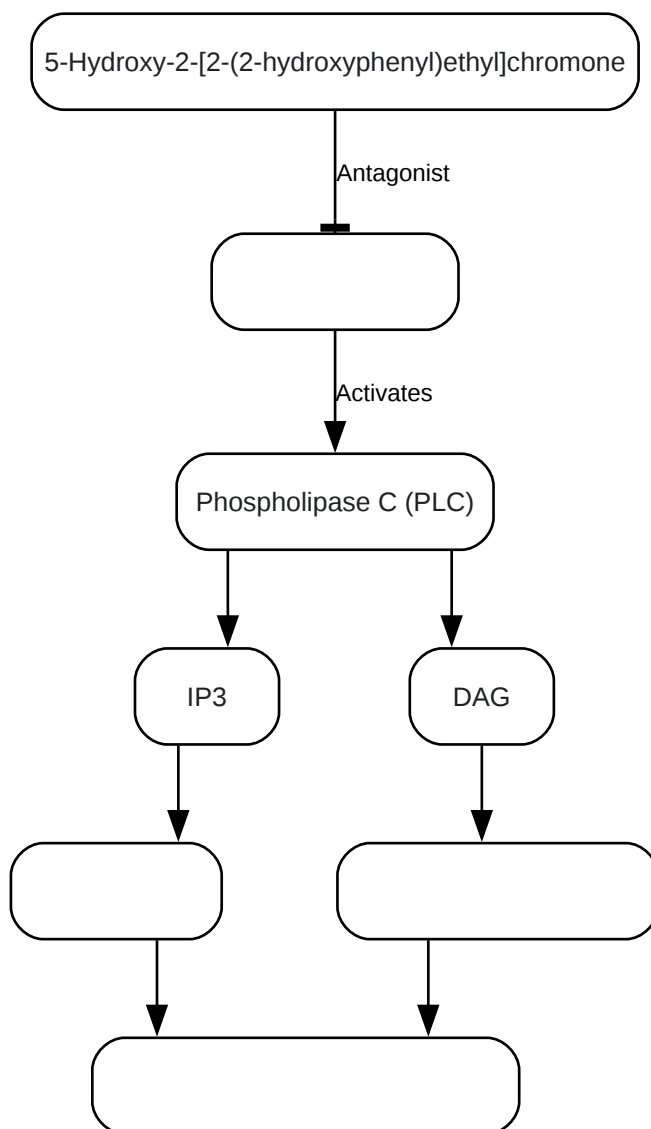 5-Hydroxy-2-[2-(2-hydroxyphenyl)ethyl]chromone
Antagonist
Activates
Phospholipase C (PLC)
IP3
DAG